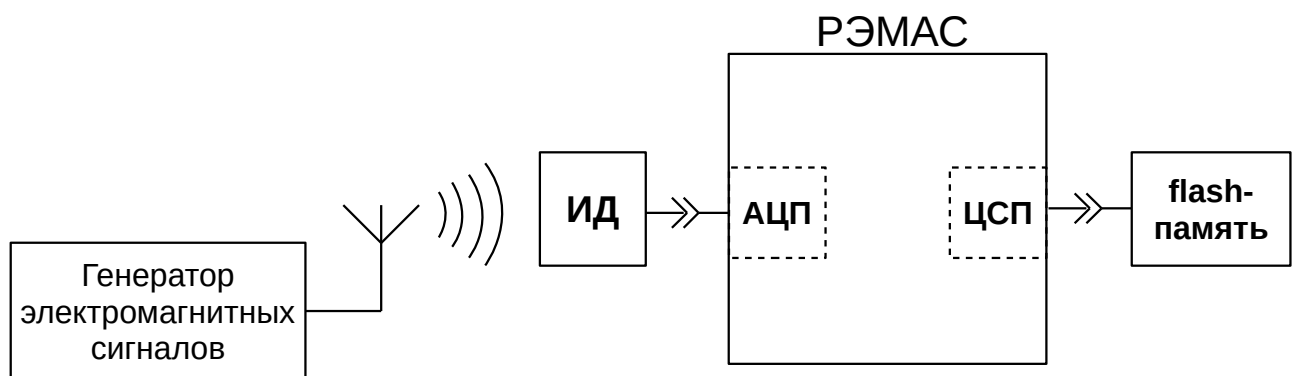 РЭМАС
Генератор
электромагнитных
сигналов
ИД
АЦП
ЦСП
flash-
память